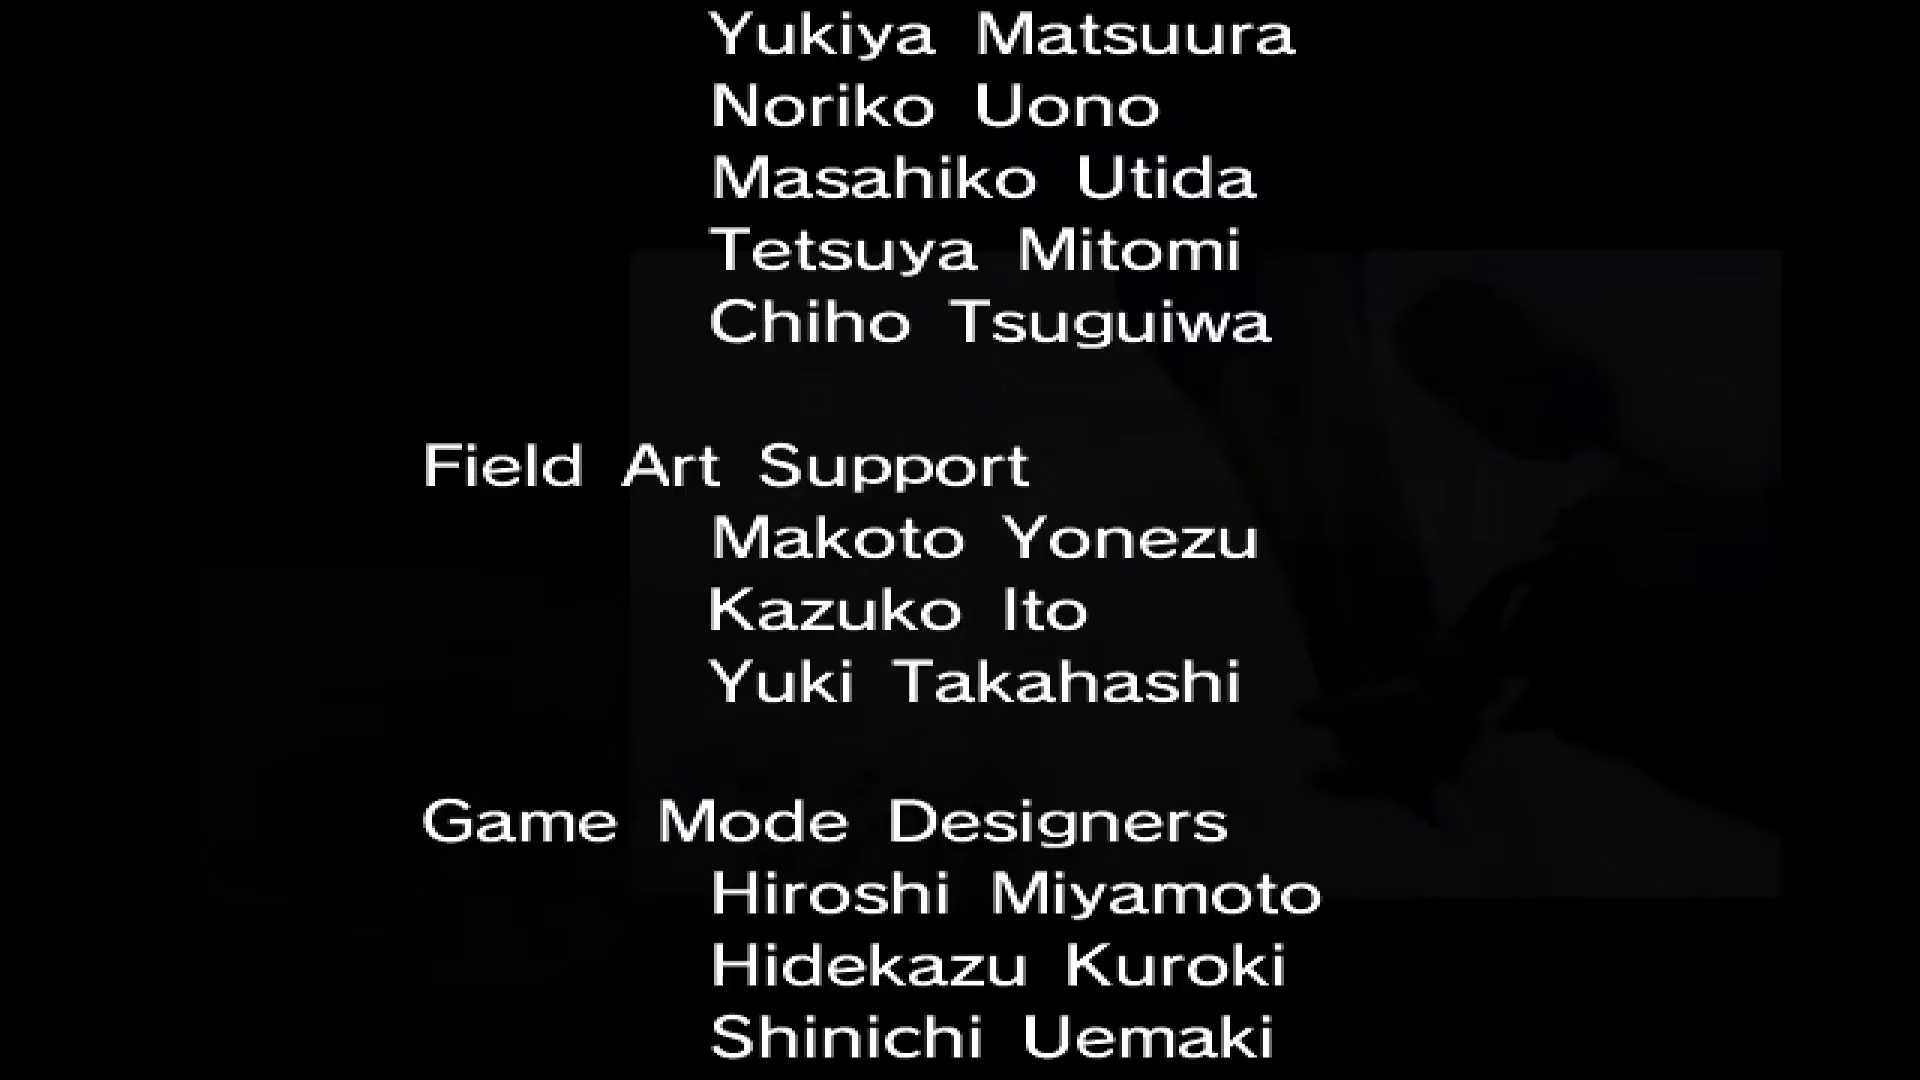 Yukiya Matsuura
Noriko Uono
Masahiko Utida
Tetsuya Mitomi
Chiho Tsuguiwa
Field Art Support
Makoto Yonezu
Kazuko Ito
Yuki Takahashi
Game Mode Designers
Hiroshi Miyamoto
Hidekazu Kuroki
Shinichi Uemaki